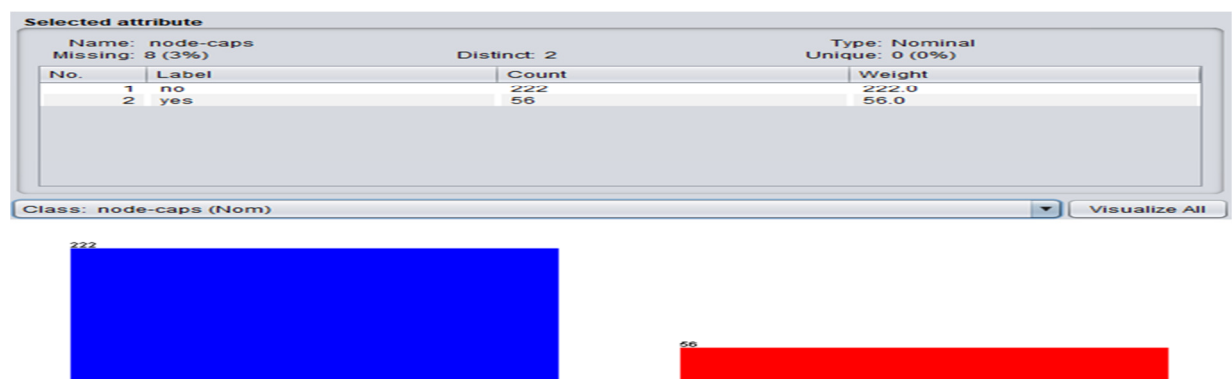 Selected attribute
Name: node-caps Type: Nominal
Missing: 8 (3%) Distinct: 2 Unique: 0 (0%)
No. Label Count Weight
1 no 222 222.0
2 yes 56 56.0
Class: node-caps (Nom) Visualize All
222
56